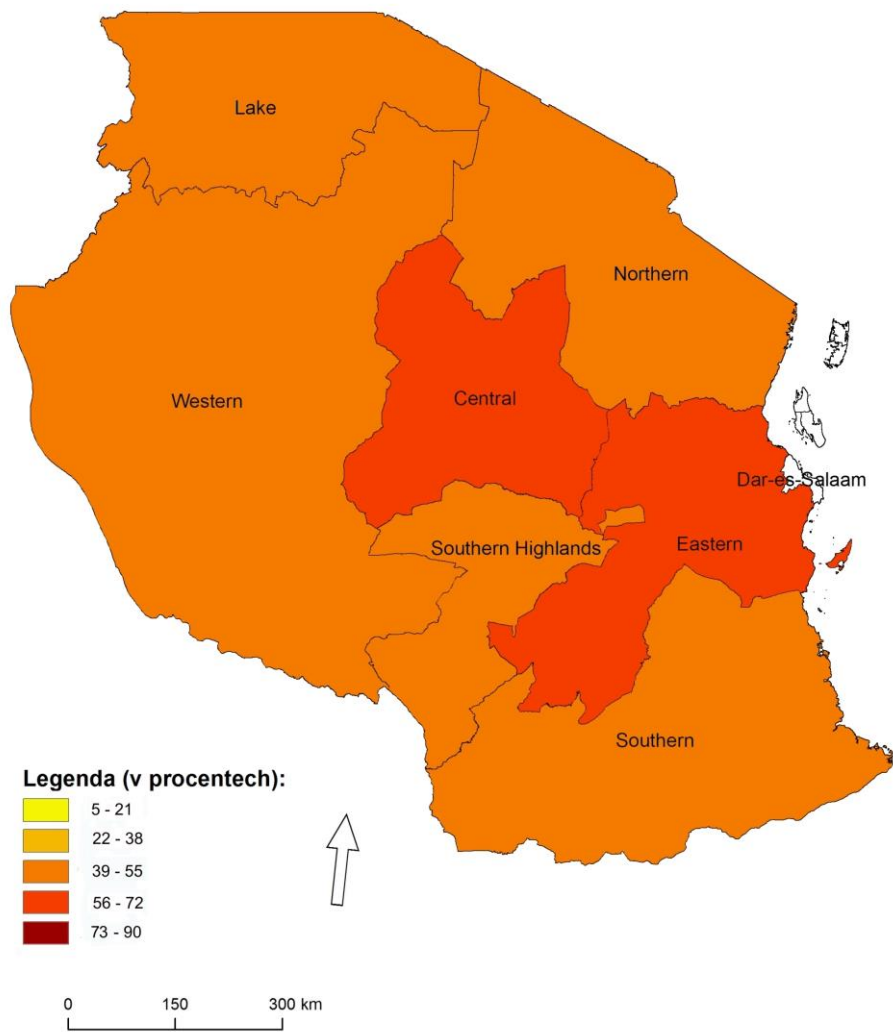 Lake
Northern
Western
Central
Dar-es-Salaam
Southern Highlands
Eastern
Southern
Legenda (v procentech):
5 - 21
22 - 38
39 - 55
56 - 72
73 - 90
0 150 300 km